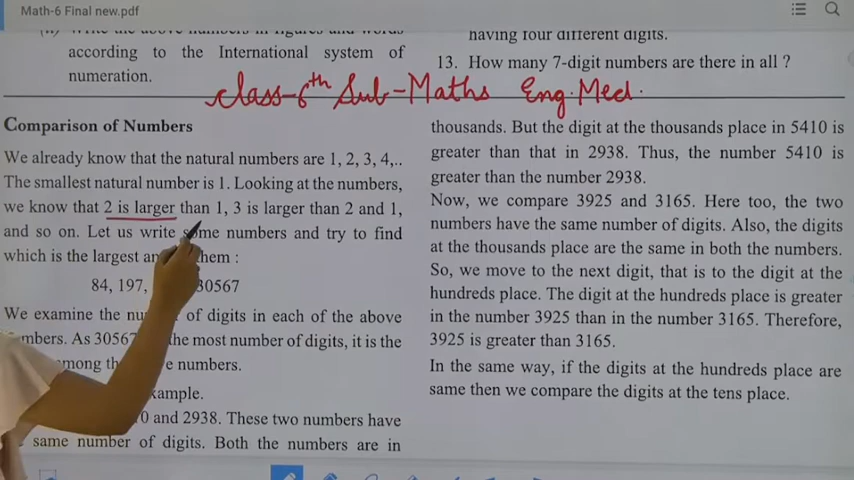 Math-6 Final new.pdf
according to the International system of
numeration.
having four different digits.
13. How many 7-digit numbers are there in all ?
Class-6th Sub-Maths Eng.Med.
Comparison of Numbers
We already know that the natural numbers are 1, 2, 3, 4,..
The smallest natural number is 1. Looking at the numbers,
we know that 2 is larger than 1, 3 is larger than 2 and 1,
and so on. Let us write some numbers and try to find
which is the largest them :
84, 197, 30567
We examine the of digits in each of the above
As 30567 the most number of digits, it is the
among numbers.
and 2938. These two numbers have
same number of digits. Both the numbers are in
thousands. But the digit at the thousands place in 5410 is
greater than that in 2938. Thus, the number 5410 is
greater than the number 2938.
Now, we compare 3925 and 3165. Here too, the two
numbers have the same number of digits. Also, the digits
at the thousands place are the same in both the numbers.
So, we move to the next digit, that is to the digit at the
hundreds place. The digit at the hundreds place is greater
in the number 3925 than in the number 3165. Therefore,
3925 is greater than 3165.
In the same way, if the digits at the hundreds place are
same then we compare the digits at the tens place.